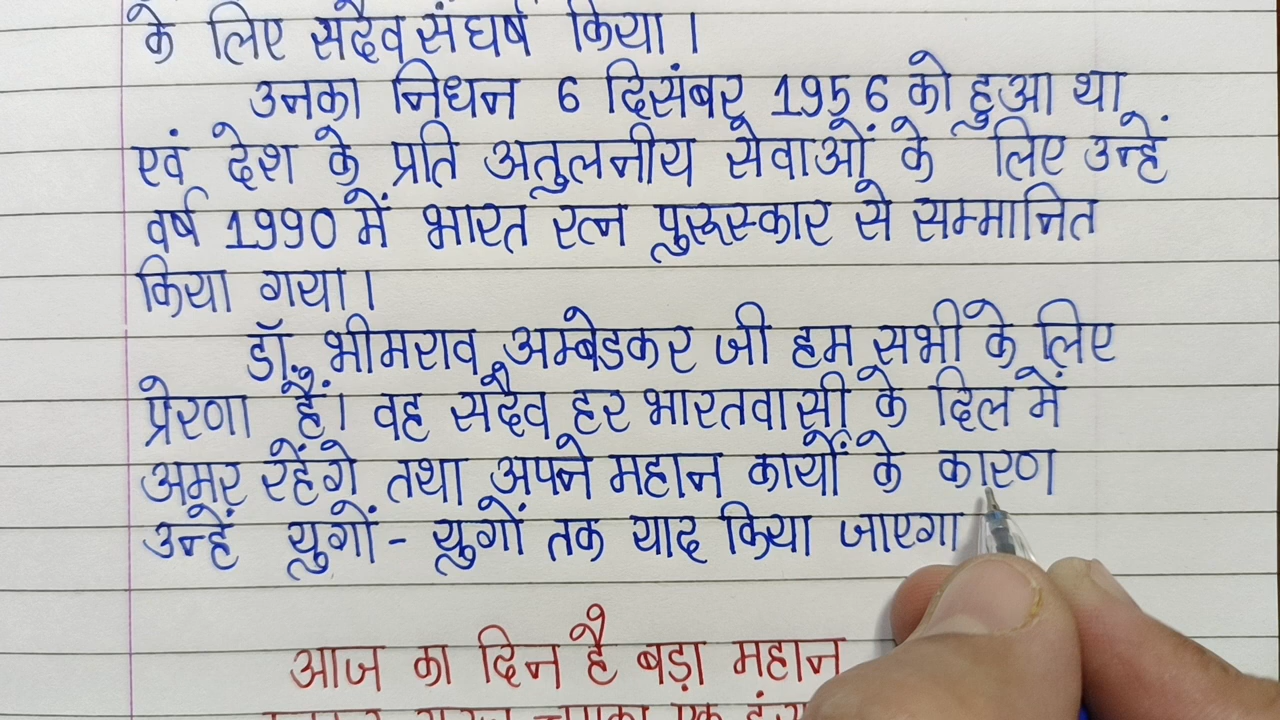 के लिए सदैव संघर्ष किया।
उनका निधन 6 दिसंबर 1956 को हुआ था
एवं देश के प्रति अतुलनीय सेवाओं के लिए उन्हें
वर्ष 1990 में भारत रत्न पुरूस्कार से सम्मानित
किया गया।
डॉ. भीमराव अम्बेडकर जी हम सभी के लिए
प्रेरणा हैं। वह सदैव हर भारतवासी के दिल में
अमर रहेंगे तथा अपने महान कार्यों के कारण
उन्हें युगों - युगों तक याद किया जाएगा
आज का दिन है बड़ा महान